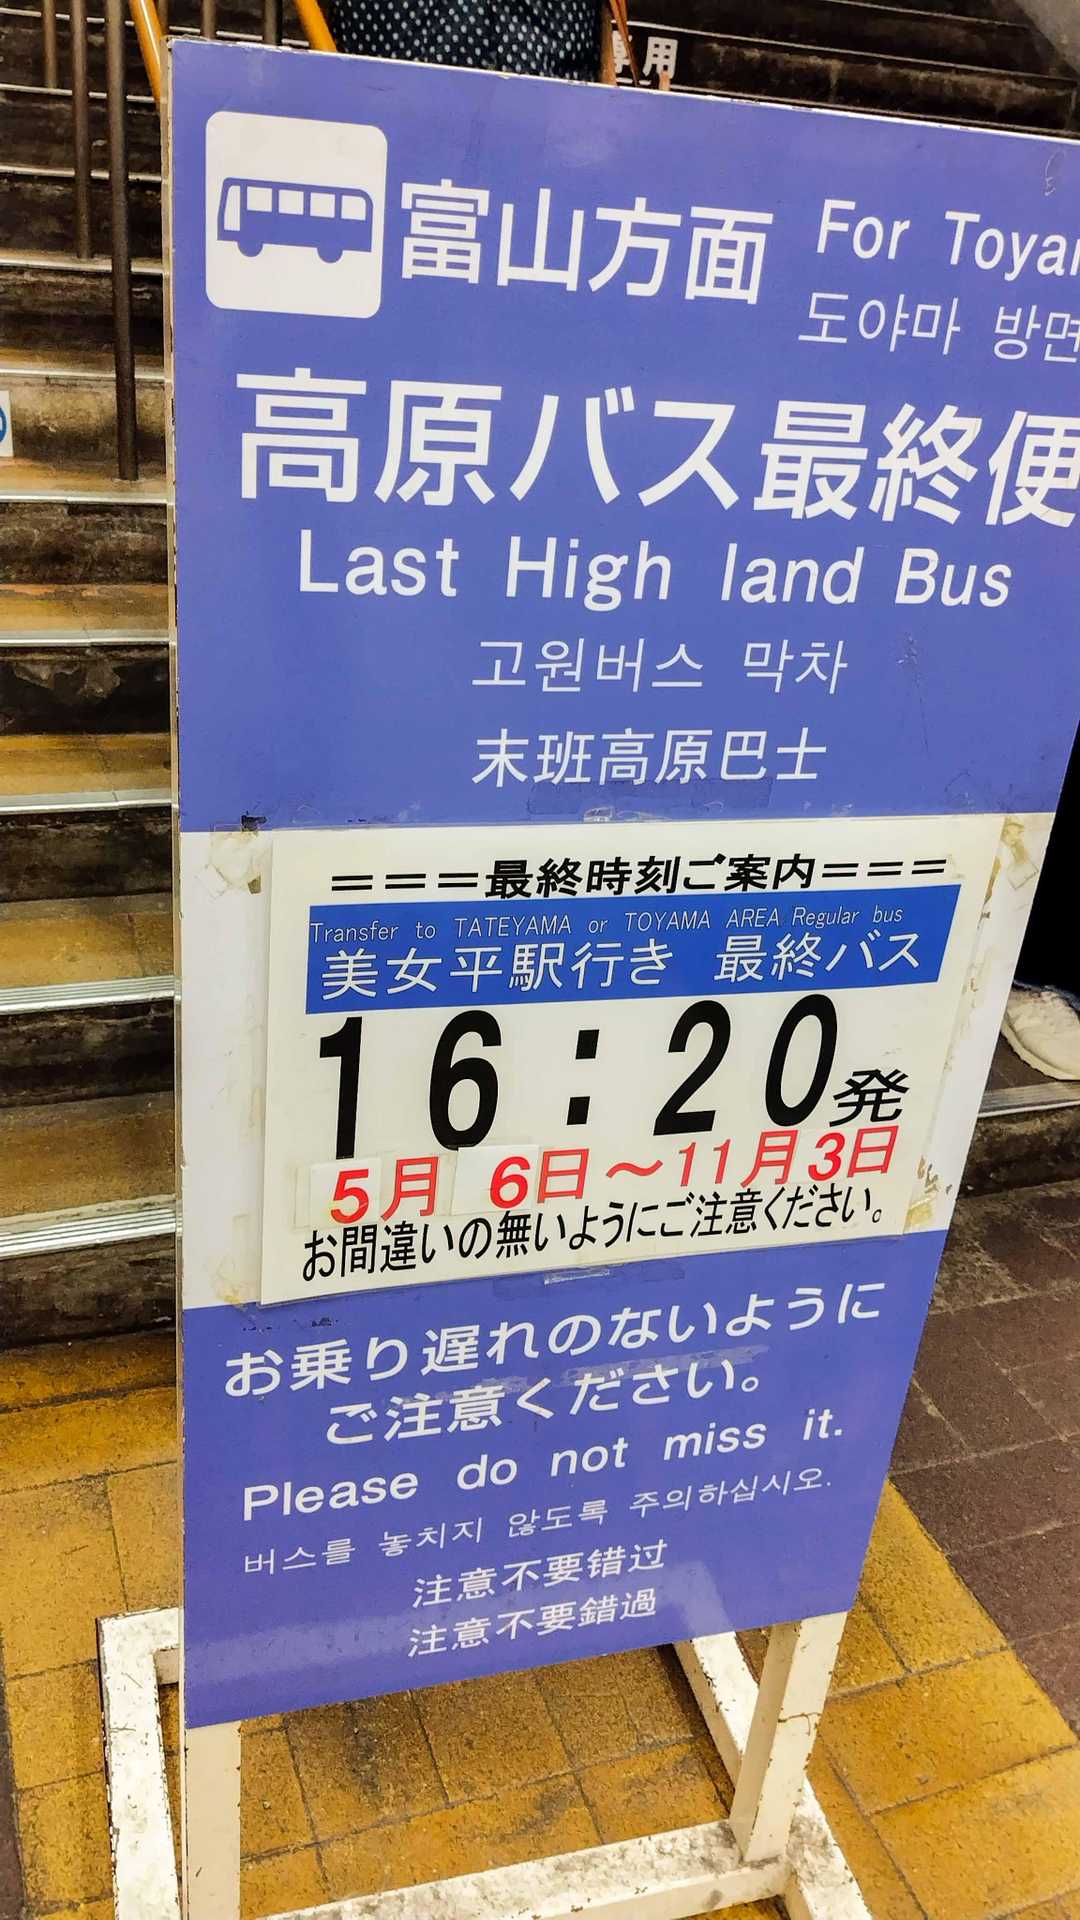 専用
富山方面 For Toyam
도야마 방면
高原バス最終便
Last High land Bus
고원버스 막차
末班高原巴士
===最終時刻ご案内===
Transfer to TATEYAMA or TOYAMA AREA Regular bus
美女平駅行き 最終バス
16:20発
5月 6日~11月3日
お間違いの無いようにご注意ください。
お乗り遅れのないように
ご注意ください。
Please do not miss it.
버스를 놓치지 않도록 주의하십시오.
注意不要错过
注意不要錯過